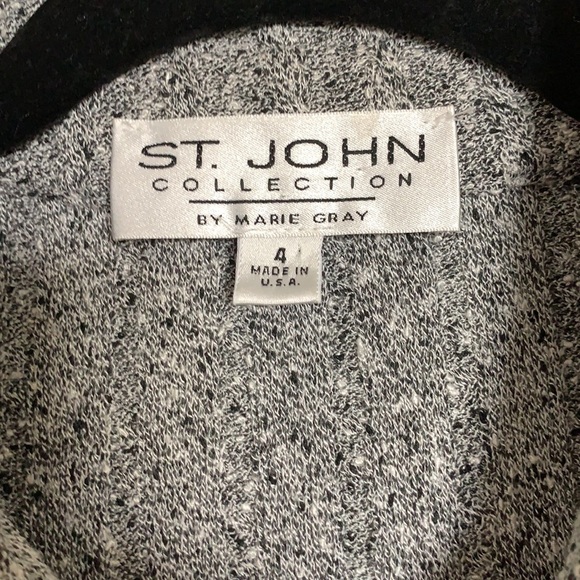 ST. JOHN
COLLECTION
BY MARIE GRAY
4
MADE IN
U.S.A.